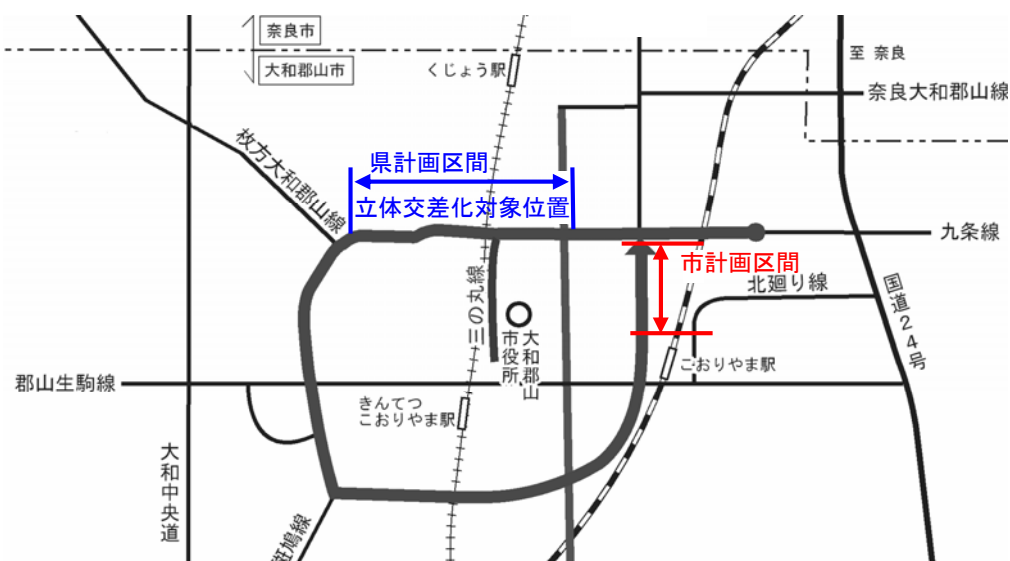 奈良市
大和郡山市
くじょう駅
至 奈良
奈良大和郡山線
枚方大和郡山線
県計画区間
立体交差化対象位置
九条線
市計画区間
北廻り線
三の丸線
国道24号
大和郡山
市役所
こおりやま駅
郡山生駒線
きんてつ
こおりやま駅
大和中央道
斑鳩線